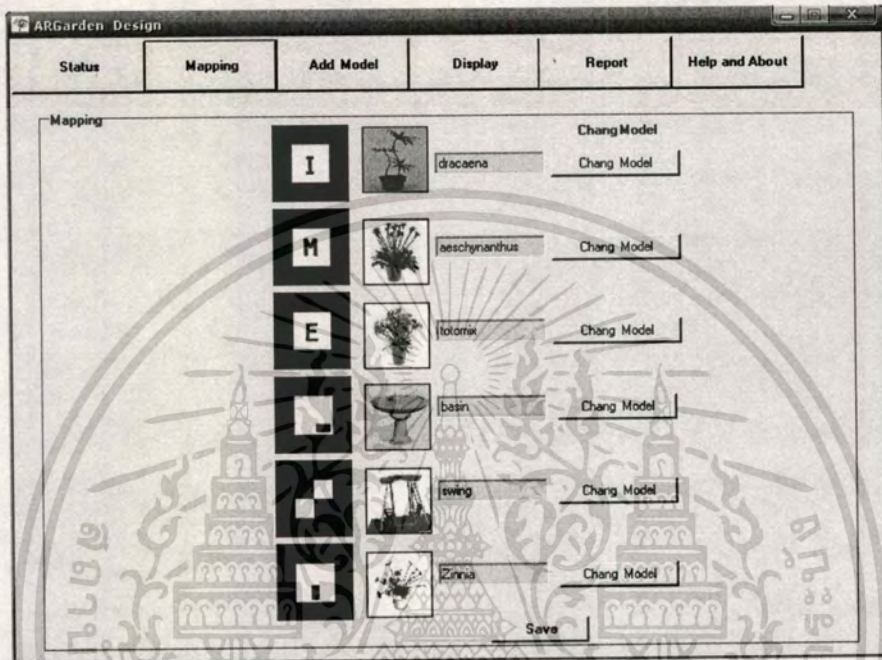 ARGarden Design
Status Mapping Add Model Display Report Help and About
Mapping
Chang Model
I dracaena Chang Model
M aeschynanthus Chang Model
E totomix Chang Model
basin Chang Model
swing Chang Model
Zinnia Chang Model
Save